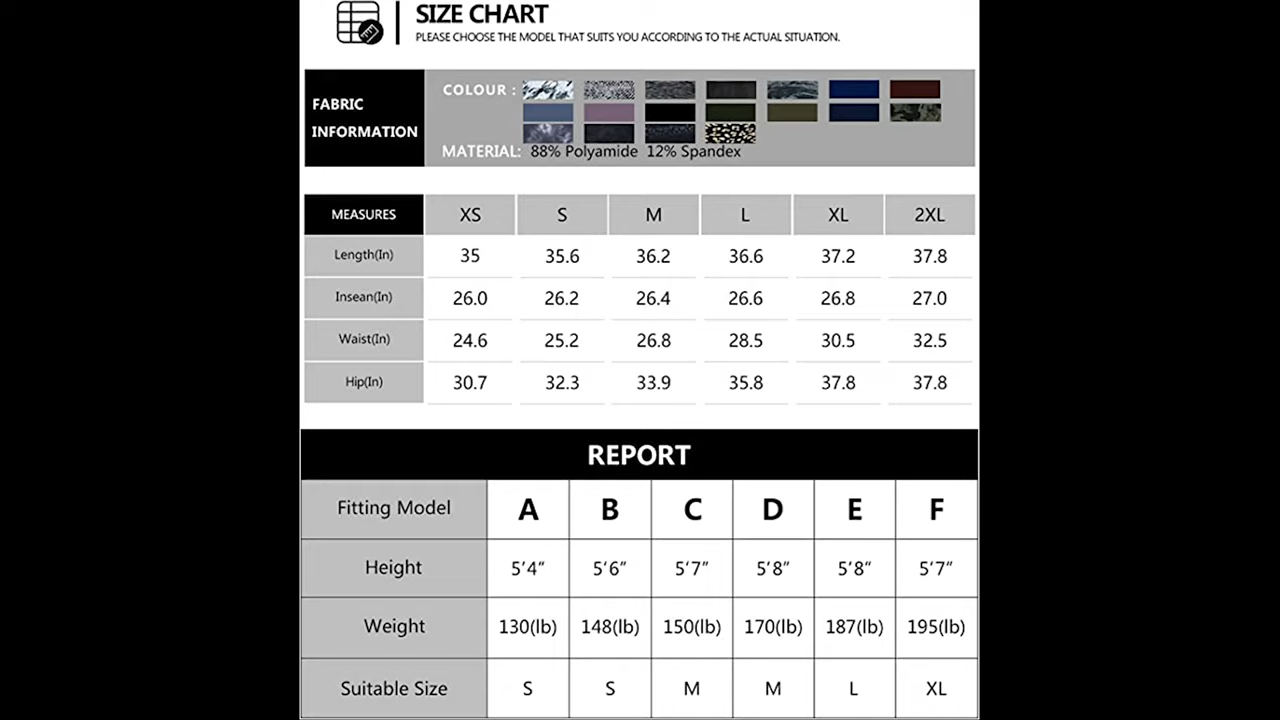 SIZE CHART
PLEASE CHOOSE THE MODEL THAT SUITS YOU ACCORDING TO THE ACTUAL SITUATION.
FABRIC INFORMATION
COLOUR :
MATERIAL: 88% Polyamide 12% Spandex
MEASURES XS S M L XL 2XL
Length(In) 35 35.6 36.2 36.6 37.2 37.8
Insean(In) 26.0 26.2 26.4 26.6 26.8 27.0
Waist(In) 24.6 25.2 26.8 28.5 30.5 32.5
Hip(In) 30.7 32.3 33.9 35.8 37.8 37.8
REPORT
Fitting Model A B C D E F
Height 5‘4” 5‘6” 5‘7” 5‘8” 5‘8” 5‘7”
Weight 130(lb) 148(lb) 150(lb) 170(lb) 187(lb) 195(lb)
Suitable Size S S M M L XL